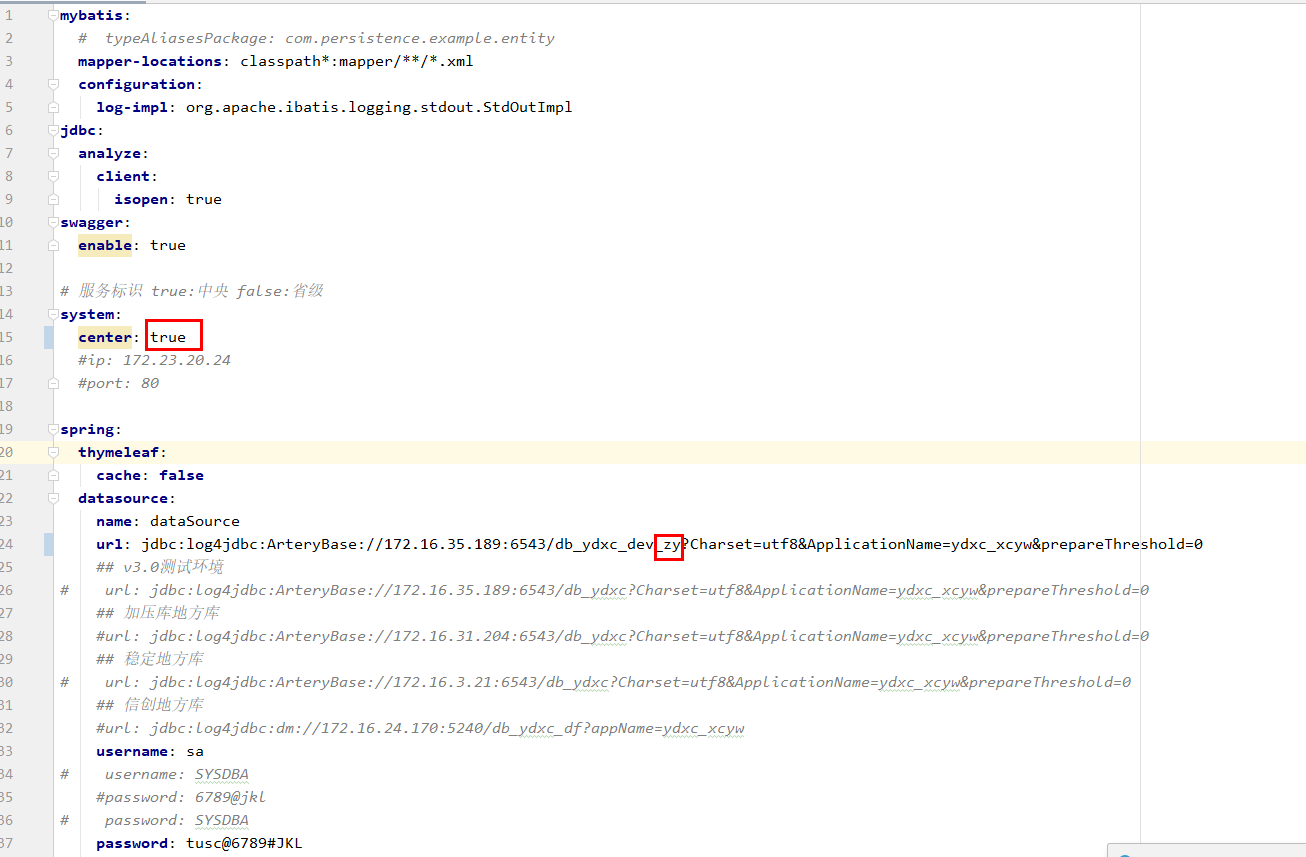 1 mybatis:
2 # typeAliasesPackage: com.persistence.example.entity
3 mapper-locations: classpath*:mapper/**/*.xml
4 configuration:
5 log-impl: org.apache.ibatis.logging.stdout.StdOutImpl
6 jdbc:
7 analyze:
8 client:
9 isopen: true
10 swagger:
11 enable: true
12
13 # 服务标识 true:中央 false:省级
14 system:
15 center: true
16 #ip: 172.23.20.24
17 #port: 80
18
19 spring:
20 thymeleaf:
21 cache: false
22 datasource:
23 name: dataSource
24 url: jdbc:log4jdbc:ArteryBase://172.16.35.189:6543/db_ydxc_dev_zy?Charset=utf8&ApplicationName=ydxc_xcyw&prepareThreshold=0
25 ## v3.0测试环境
26 # url: jdbc:log4jdbc:ArteryBase://172.16.35.189:6543/db_ydxc?Charset=utf8&ApplicationName=ydxc_xcyw&prepareThreshold=0
27 ## 加压库地方库
28 #url: jdbc:log4jdbc:ArteryBase://172.16.31.204:6543/db_ydxc?Charset=utf8&ApplicationName=ydxc_xcyw&prepareThreshold=0
29 ## 稳定地方库
30 # url: jdbc:log4jdbc:ArteryBase://172.16.3.21:6543/db_ydxc?Charset=utf8&ApplicationName=ydxc_xcyw&prepareThreshold=0
31 ## 信创地方库
32 #url: jdbc:log4jdbc:dm://172.16.24.170:5240/db_ydxc_df?appName=ydxc_xcyw
33 username: sa
34 # username: SYSDBA
35 #password: 6789@jkl
36 # password: SYSDBA
37 password: tusc@6789#JKL